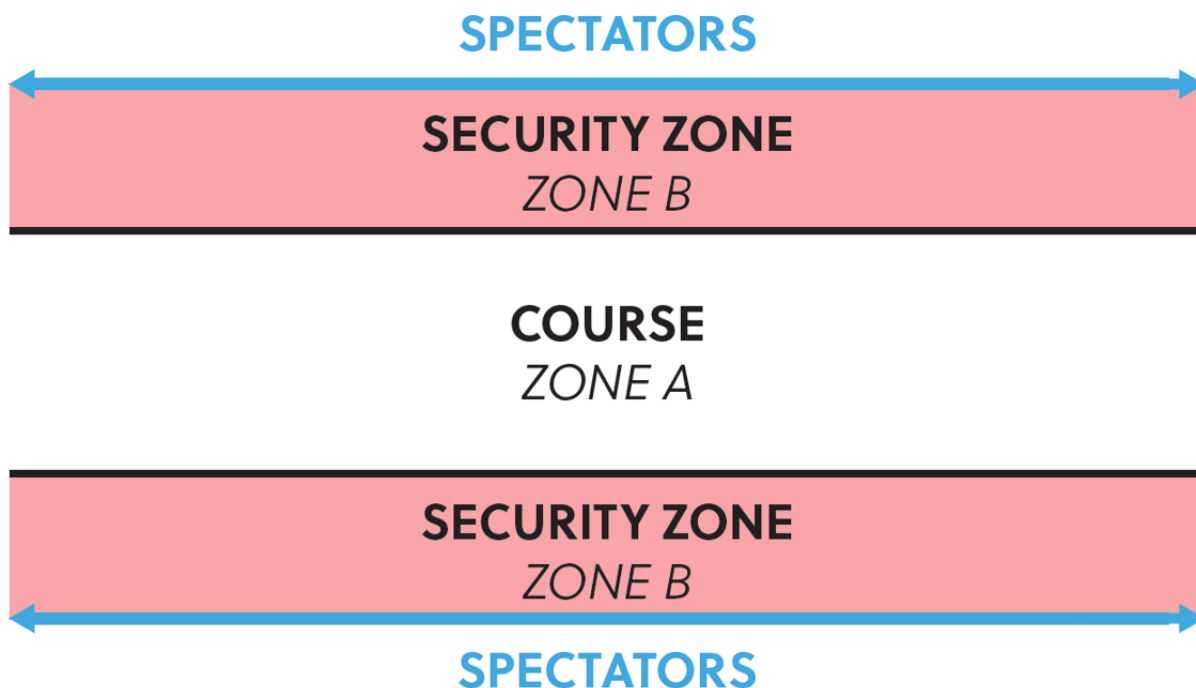 SPECTATORS
SECURITY ZONE
ZONE B
COURSE
ZONE A
SECURITY ZONE
ZONE B
SPECTATORS